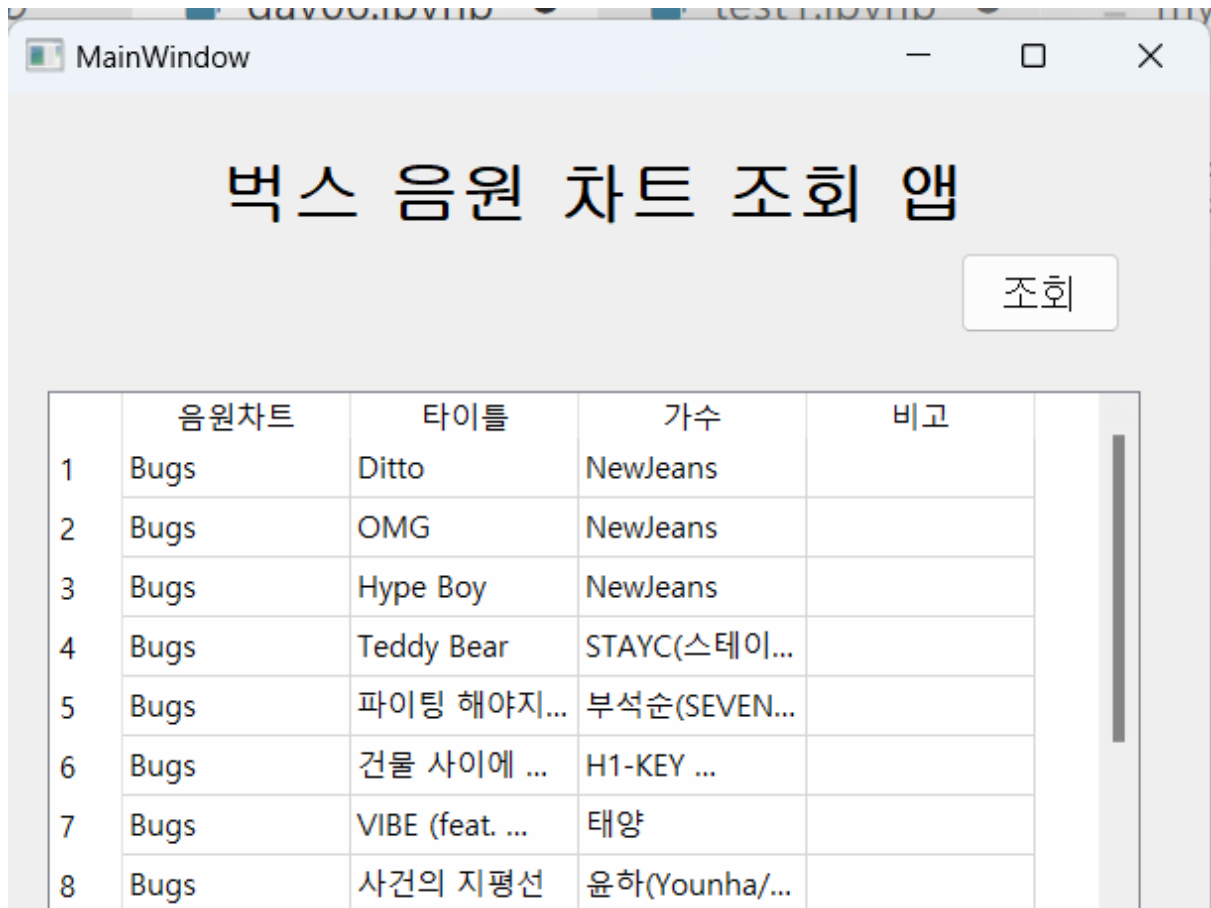 MainWindow
벅스 음원 차트 조회 앱
조회
음원차트 타이틀 가수 비고
1 Bugs Ditto NewJeans
2 Bugs OMG NewJeans
3 Bugs Hype Boy NewJeans
4 Bugs Teddy Bear STAYC(스테이...
5 Bugs 파이팅 해야지... 부석순(SEVEN...
6 Bugs 건물 사이에 ... H1-KEY ...
7 Bugs VIBE (feat. ... 태양
8 Bugs 사건의 지평선 윤하(Younha/...